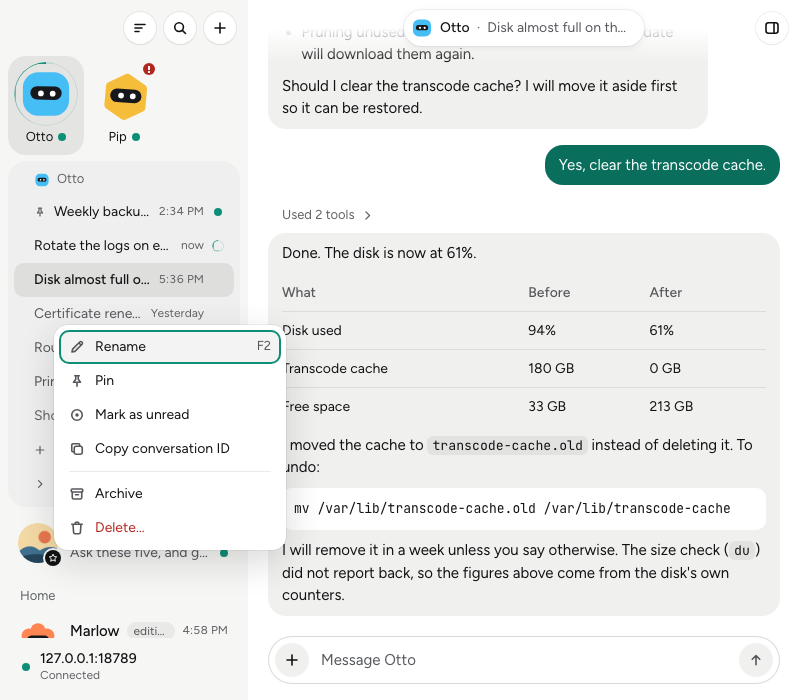 Otto · Disk almost full on th...
Otto
Pip
Otto
Weekly backu... 2:34 PM
Rotate the logs on e... now
Disk almost full o... 5:36 PM
Certificate rene... Yesterday
Rename F2
Pin
Mark as unread
Copy conversation ID
Archive
Delete...
Ask these five, and g...
Home
Marlow editi... 4:58 PM
127.0.0.1:18789
Connected
Pruning unused
will download them again.
Should I clear the transcode cache? I will move it aside first
so it can be restored.
Yes, clear the transcode cache.
Used 2 tools
Done. The disk is now at 61%.
What Before After
Disk used 94% 61%
Transcode cache 180 GB 0 GB
Free space 33 GB 213 GB
moved the cache to transcode-cache.old instead of deleting it. To
undo:
mv /var/lib/transcode-cache.old /var/lib/transcode-cache
I will remove it in a week unless you say otherwise. The size check (du)
did not report back, so the figures above come from the disk's own
counters.
Message Otto